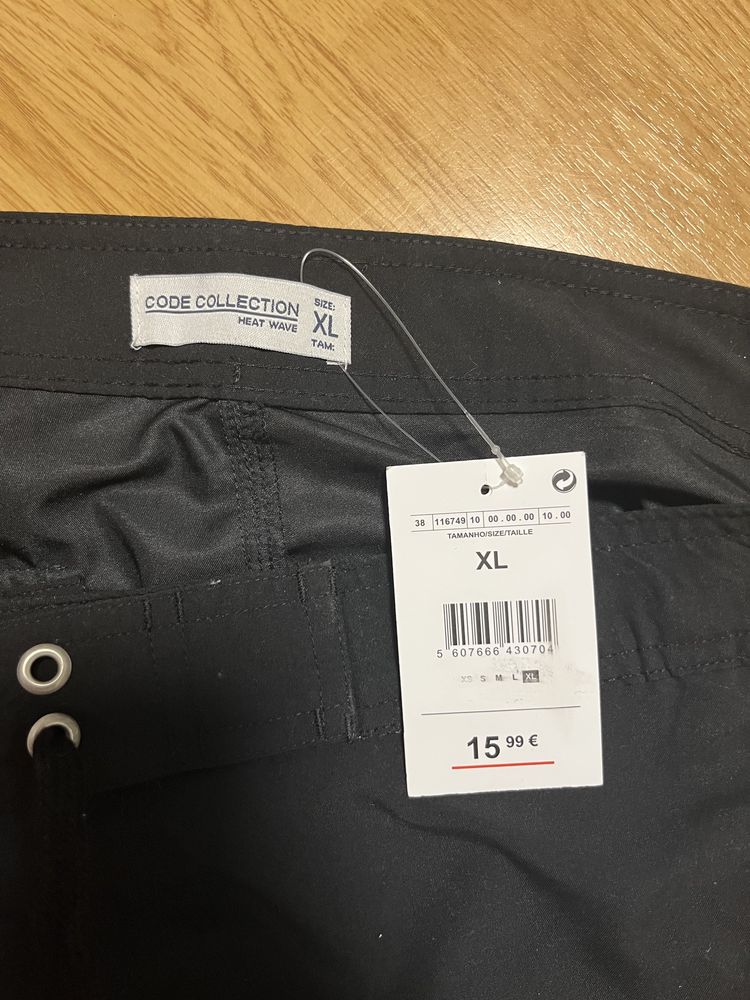 CODE COLLECTION
HEAT WAVE
SIZE:
XL
TAM:
38 116749 10 00.00.00 10.00
TAMANHO/SIZE/TAILLE
XL
5 607666 430704
XS S M L XL
15 99 €